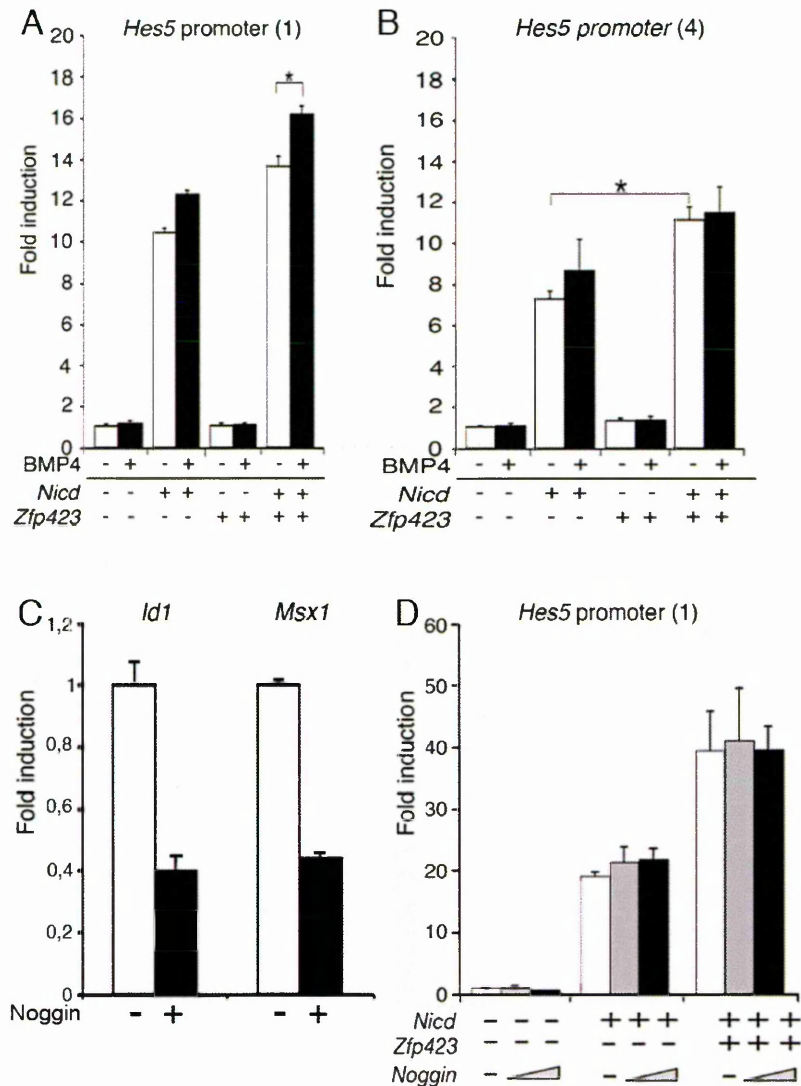 A Hes5 promoter (1)
20
18
16
14
12
10
8
6
4
2
0
Fold induction
*
BMP4 - + - + - + - +
Nicd - - + + - - + +
Zfp423 - - - - + + + +
B Hes5 promoter (4)
20
18
16
14
12
10
8
6
4
2
0
Fold induction
*
BMP4 - + - + - + - +
Nicd - - + + - - + +
Zfp423 - - - - + + + +
C Id1 Msx1
1,2
1
0,8
0,6
0,4
0,2
0
Fold induction
Noggin - + - +
D Hes5 promoter (1)
60
50
40
30
20
10
0
Fold induction
Nicd - - - + + + + + +
Zfp423 - - - - - - + + +
Noggin - - -